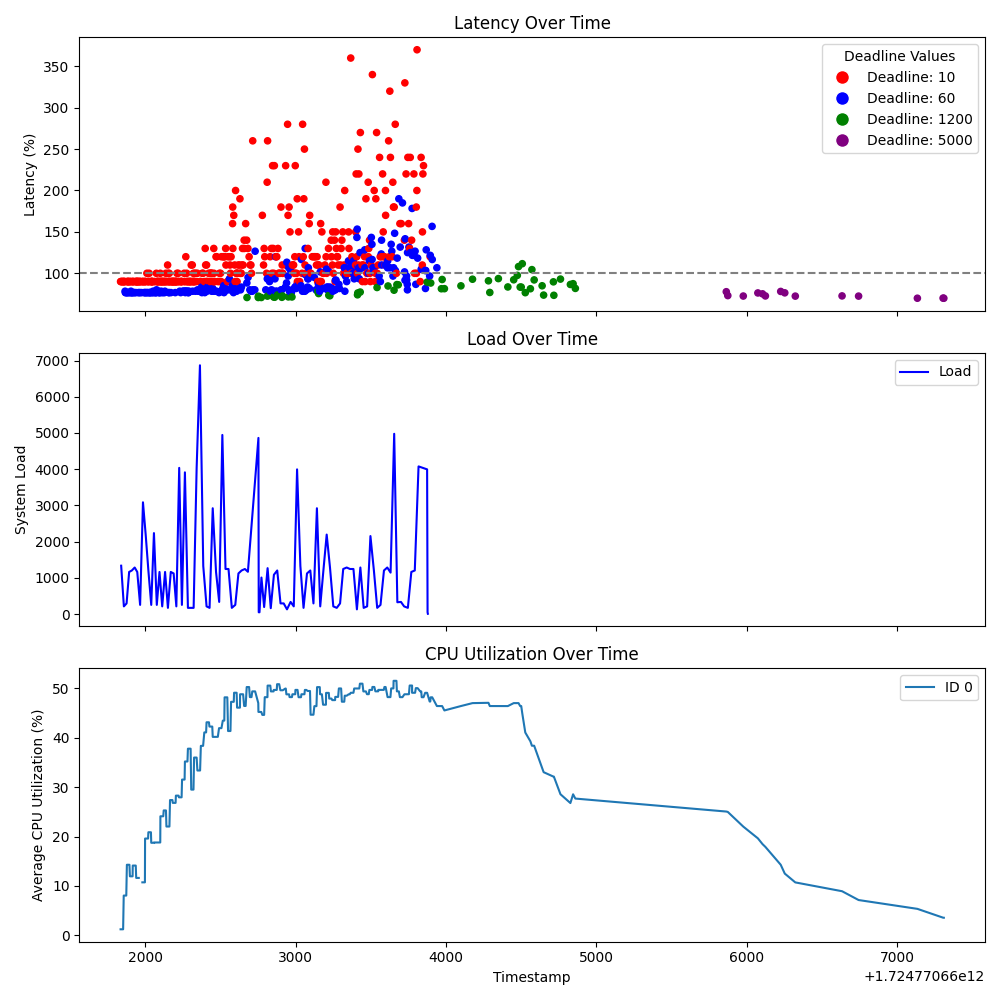 Latency Over Time
Latency (%)
350
300
250
200
150
100
Deadline Values
Deadline: 10
Deadline: 60
Deadline: 1200
Deadline: 5000
Load Over Time
System Load
7000
6000
5000
4000
3000
2000
1000
0
Load
CPU Utilization Over Time
Average CPU Utilization (%)
50
40
30
20
10
0
ID 0
2000 3000 4000 5000 6000 7000
Timestamp
+1.72477066e12